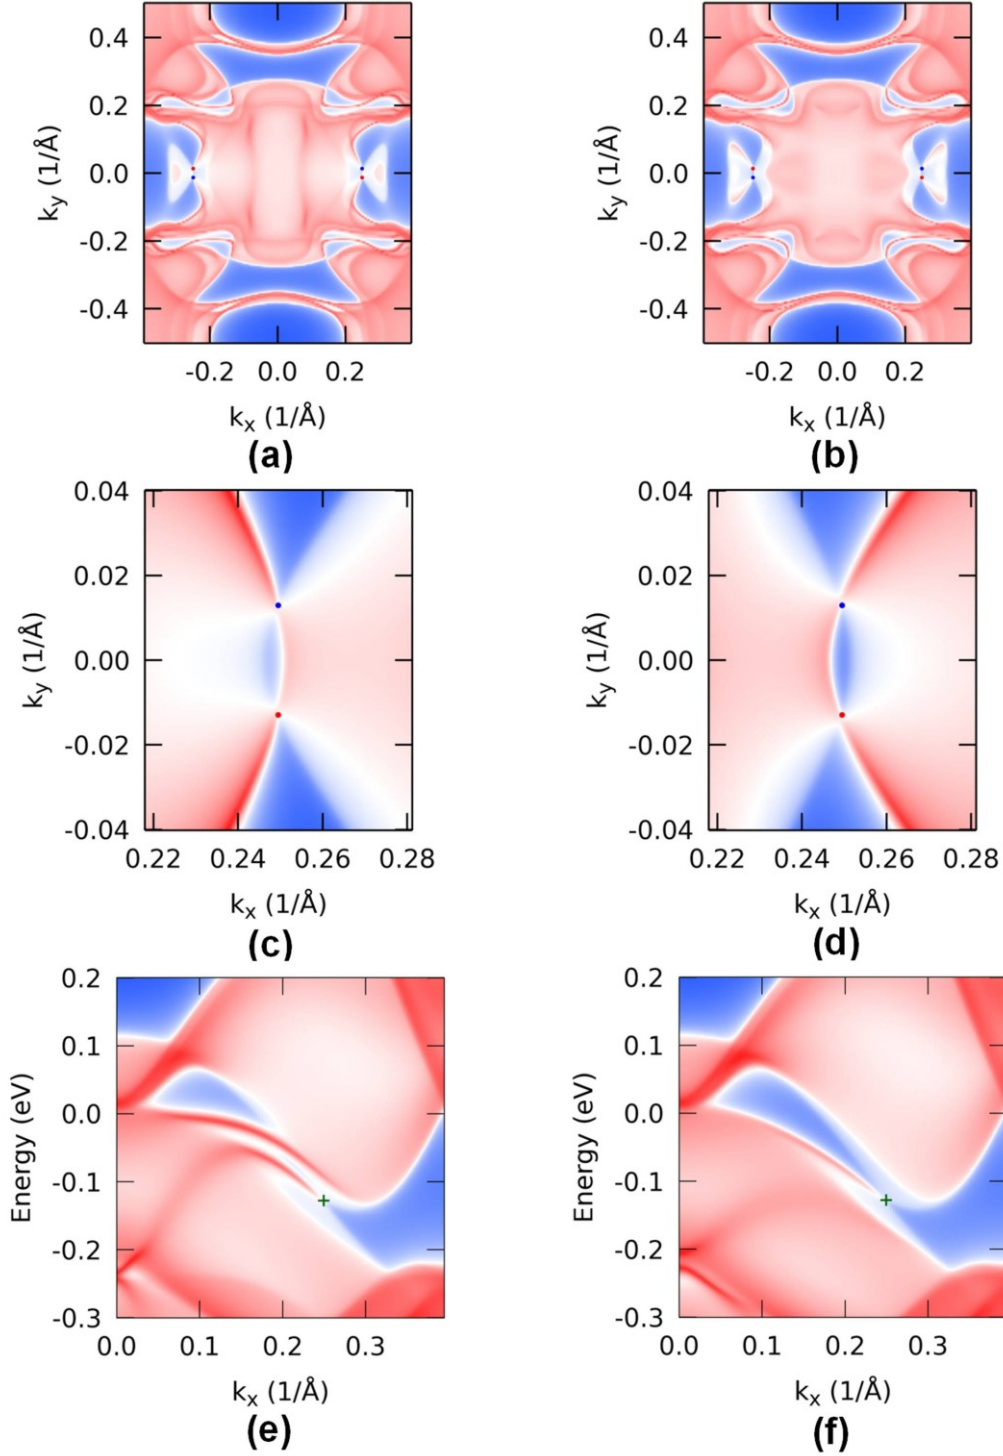 0.4
0.2
0.0
-0.2
-0.4
k_y (1/Å)
-0.2 0.0 0.2
k_x (1/Å)
(a)
0.4
0.2
0.0
-0.2
-0.4
k_y (1/Å)
-0.2 0.0 0.2
k_x (1/Å)
(b)
0.04
0.02
0.00
-0.02
-0.04
k_y (1/Å)
0.22 0.24 0.26 0.28
k_x (1/Å)
(c)
0.04
0.02
0.00
-0.02
-0.04
k_y (1/Å)
0.22 0.24 0.26 0.28
k_x (1/Å)
(d)
0.2
0.1
0.0
-0.1
-0.2
-0.3
Energy (eV)
0.0 0.1 0.2 0.3
k_x (1/Å)
(e)
0.2
0.1
0.0
-0.1
-0.2
-0.3
Energy (eV)
0.0 0.1 0.2 0.3
k_x (1/Å)
(f)